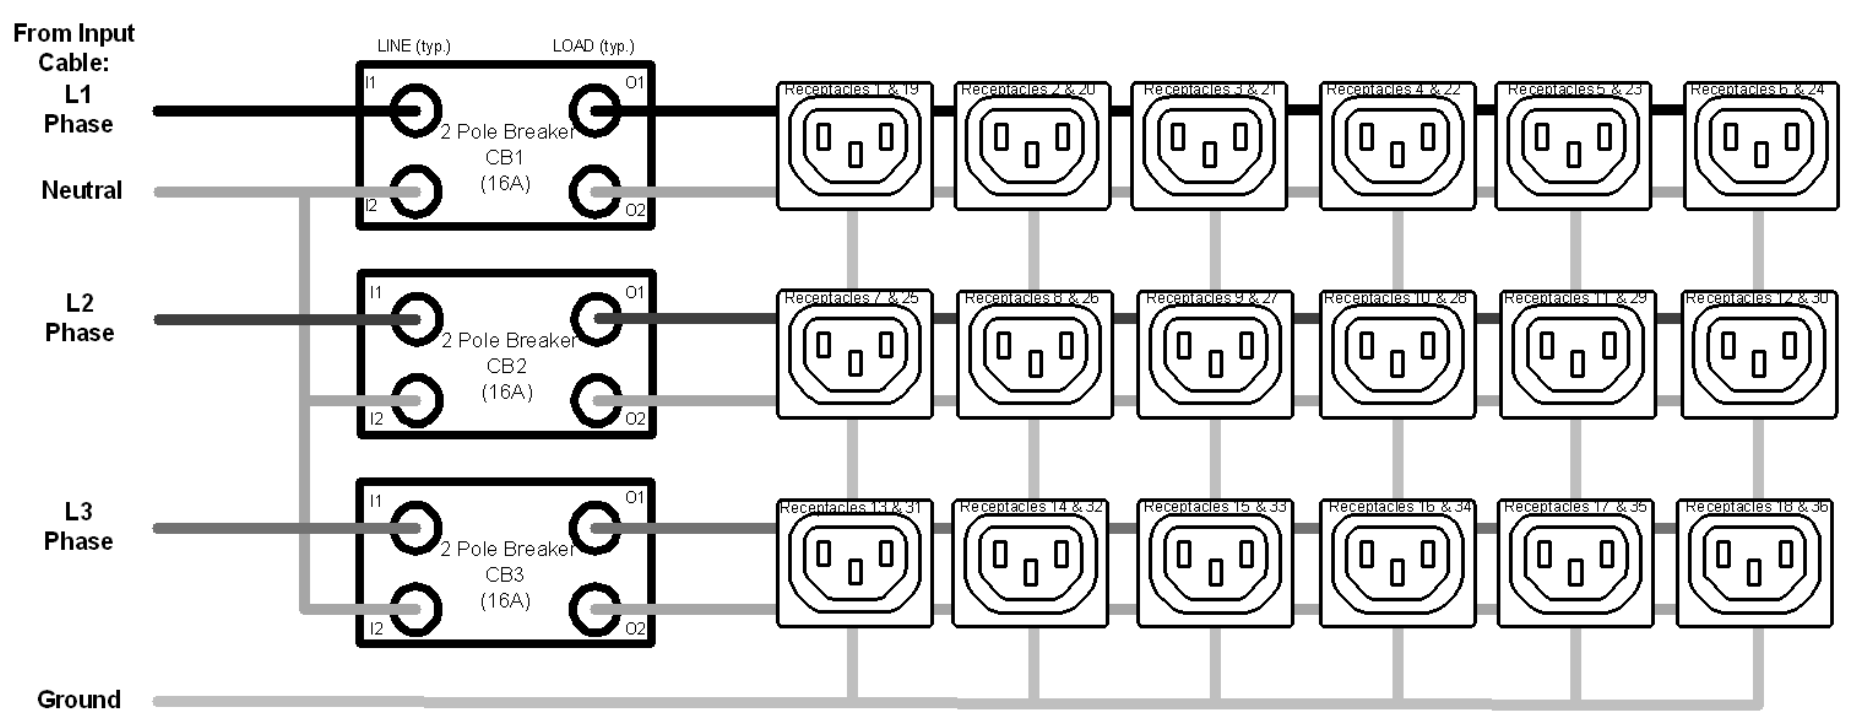 From Input
Cable:
L1
Phase
LINE (typ.)
LOAD (typ.)
I1
O1
2 Pole Breaker
CB1
(16A)
Neutral
I2
O2
Receptacles 1 & 19
Receptacles 2 & 20
Receptacles 3 & 21
Receptacles 4 & 22
Receptacles 5 & 23
Receptacles 6 & 24
L2
Phase
I1
O1
2 Pole Breaker
CB2
(16A)
I2
O2
Receptacles 7 & 25
Receptacles 8 & 26
Receptacles 9 & 27
Receptacles 10 & 28
Receptacles 11 & 29
Receptacles 12 & 30
L3
Phase
I1
O1
2 Pole Breaker
CB3
(16A)
I2
O2
Receptacles 13 & 31
Receptacles 14 & 32
Receptacles 15 & 33
Receptacles 16 & 34
Receptacles 17 & 35
Receptacles 18 & 36
Ground